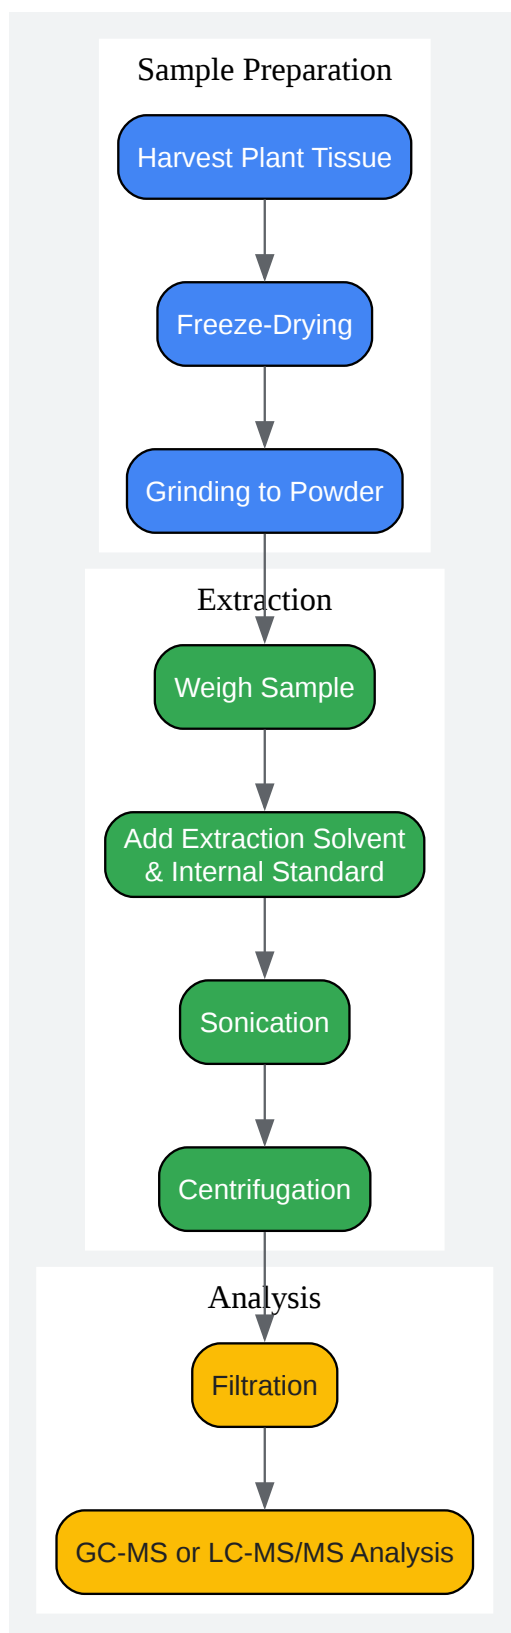 Sample Preparation
Harvest Plant Tissue
Freeze-Drying
Grinding to Powder
Extraction
Weigh Sample
Add Extraction Solvent
& Internal Standard
Sonication
Centrifugation
Analysis
Filtration
GC-MS or LC-MS/MS Analysis